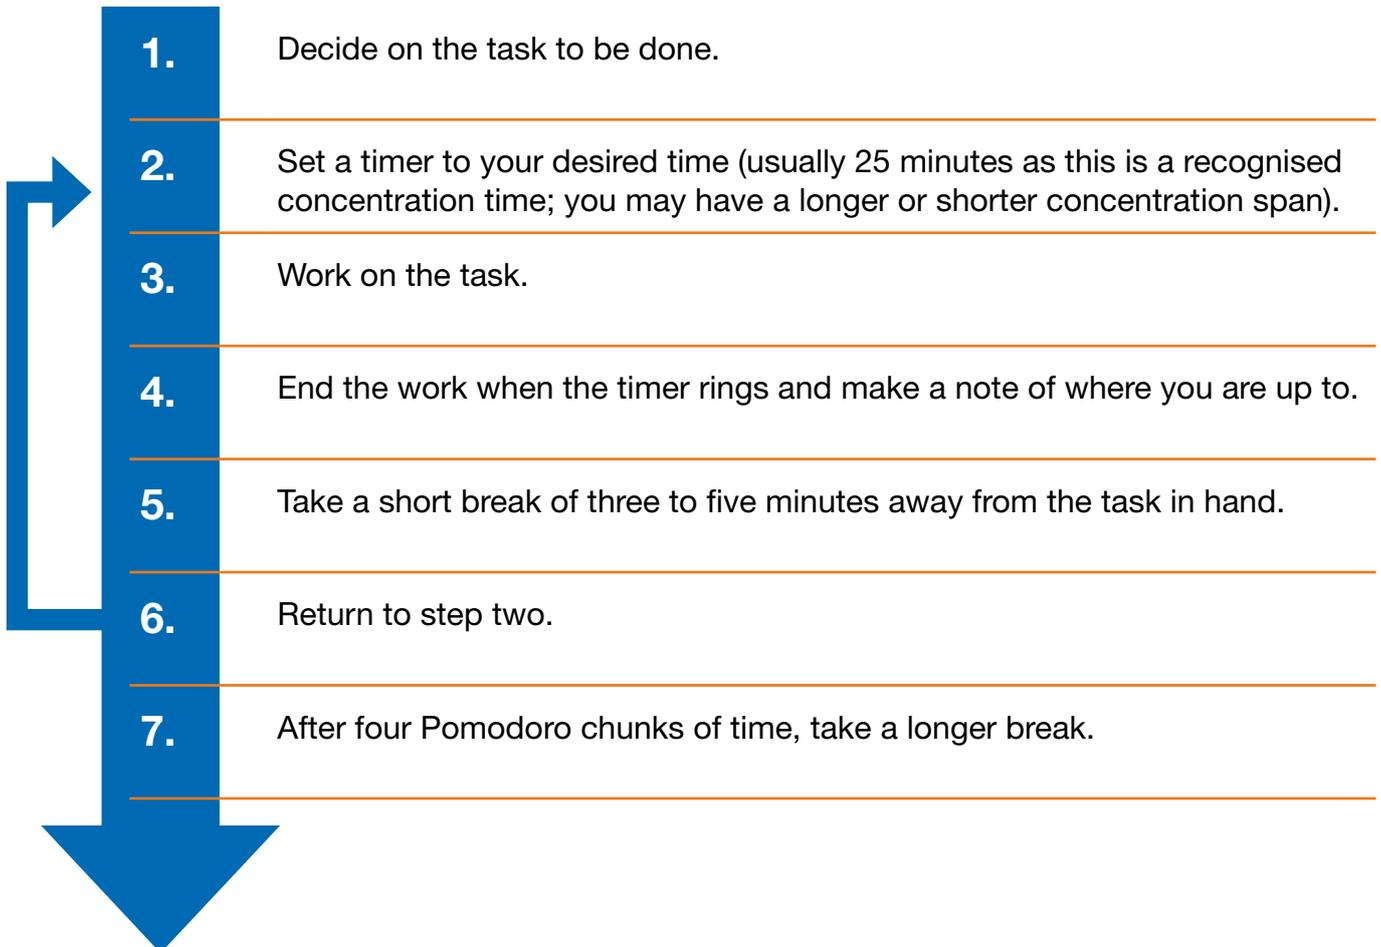 1. Decide on the task to be done.
2. Set a timer to your desired time (usually 25 minutes as this is a recognised
concentration time; you may have a longer or shorter concentration span).
3. Work on the task.
4. End the work when the timer rings and make a note of where you are up to.
5. Take a short break of three to five minutes away from the task in hand.
6. Return to step two.
7. After four Pomodoro chunks of time, take a longer break.